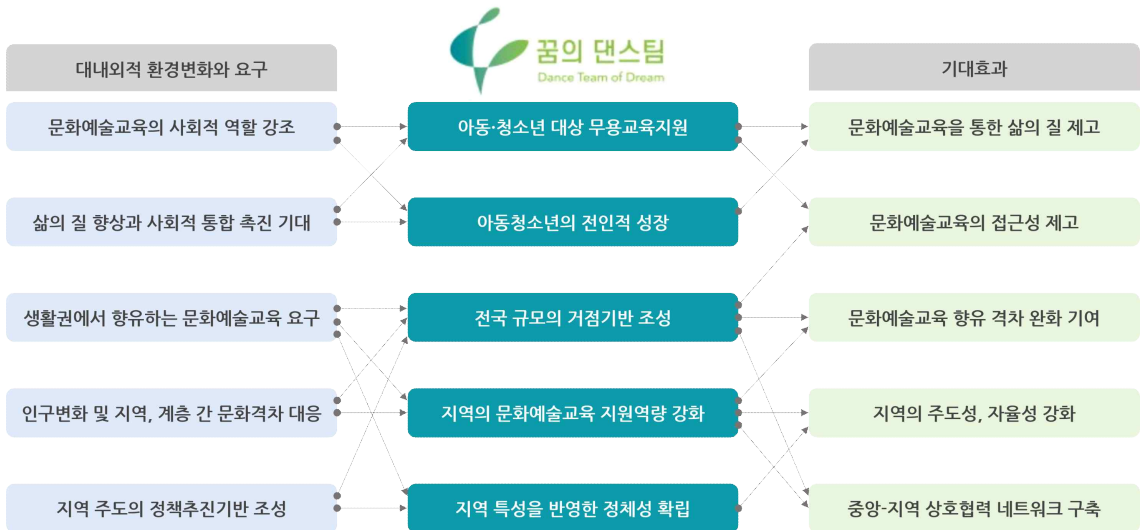 꿈의 댄스팀
Dance Team of Dream
대내외적 환경변화와 요구
기대효과
문화예술교육의 사회적 역할 강조
아동·청소년 대상 무용교육지원
문화예술교육을 통한 삶의 질 제고
삶의 질 향상과 사회적 통합 촉진 기대
아동청소년의 전인적 성장
문화예술교육의 접근성 제고
생활권에서 향유하는 문화예술교육 요구
전국 규모의 거점기반 조성
문화예술교육 향유 격차 완화 기여
인구변화 및 지역, 계층 간 문화격차 대응
지역의 문화예술교육 지원역량 강화
지역의 주도성, 자율성 강화
지역 주도의 정책추진기반 조성
지역 특성을 반영한 정체성 확립
중앙-지역 상호협력 네트워크 구축